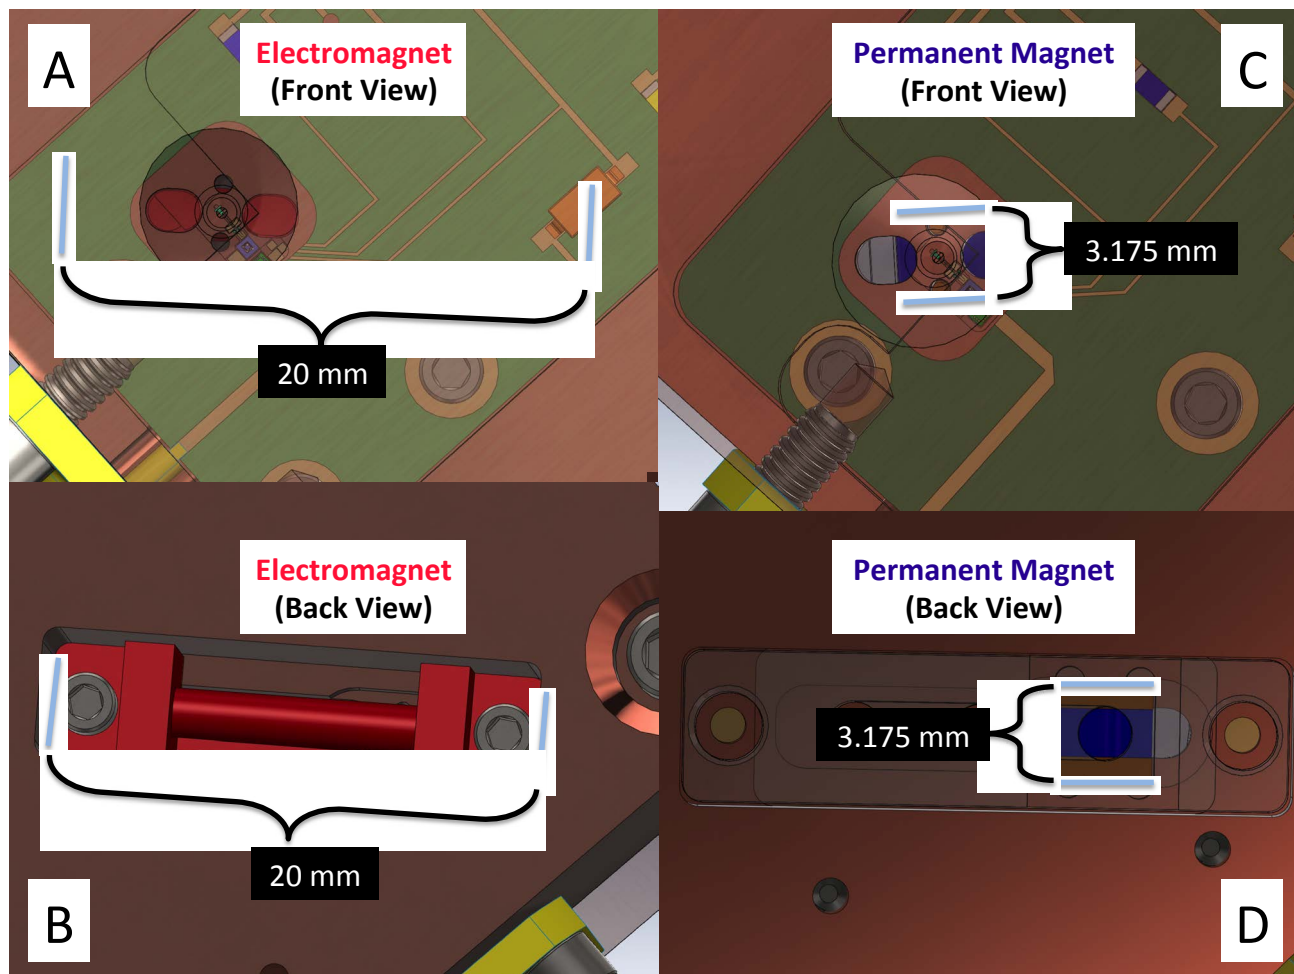 A
Electromagnet
(Front View)
20 mm
Permanent Magnet
(Front View)
C
3.175 mm
Electromagnet
(Back View)
20 mm
B
Permanent Magnet
(Back View)
3.175 mm
D